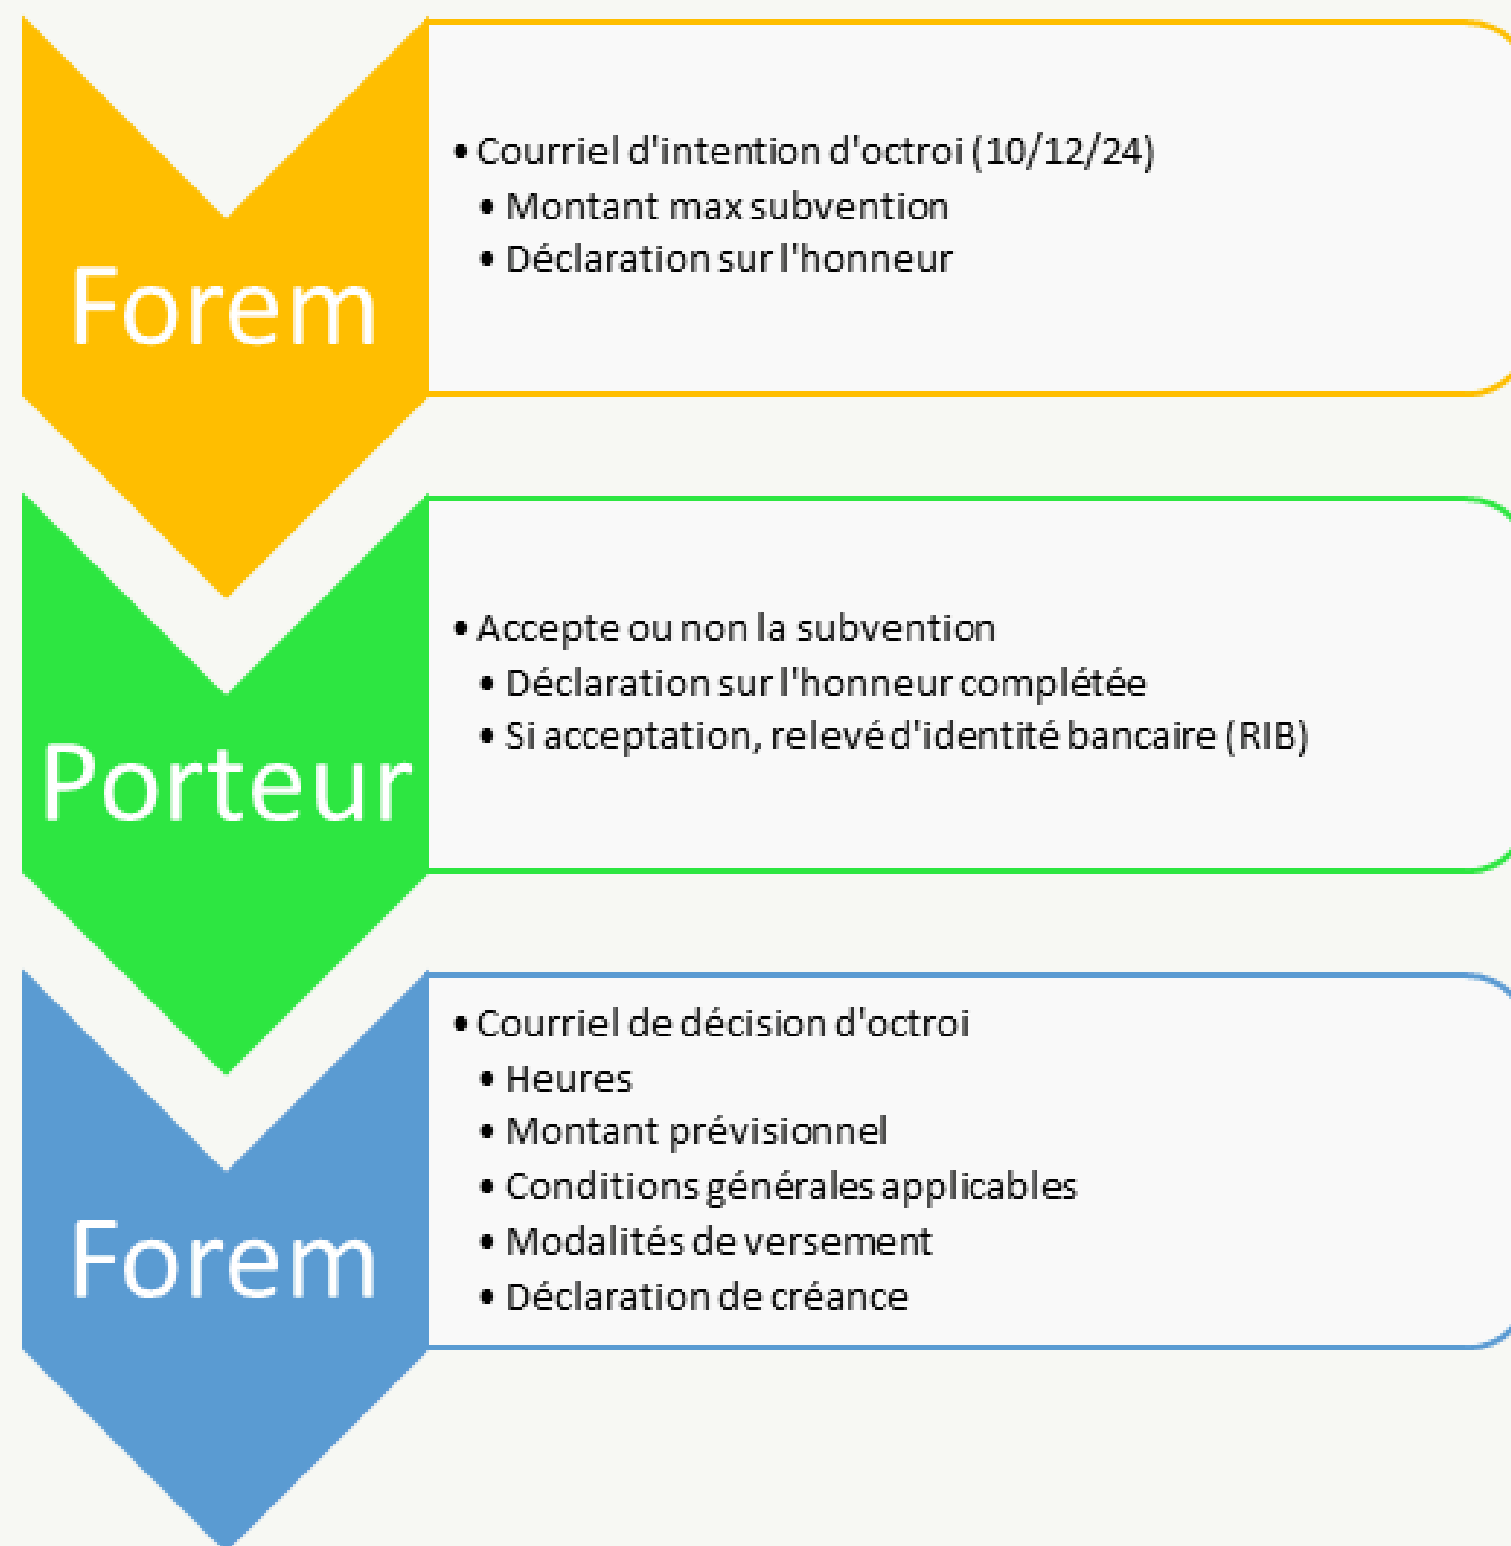 Forem
• Courriel d'intention d'octroi (10/12/24)
• Montant max subvention
• Déclaration sur l'honneur
Porteur
• Accepte ou non la subvention
• Déclaration sur l'honneur complétée
• Si acceptation, relevé d'identité bancaire (RIB)
Forem
• Courriel de décision d'octroi
• Heures
• Montant prévisionnel
• Conditions générales applicables
• Modalités de versement
• Déclaration de créance